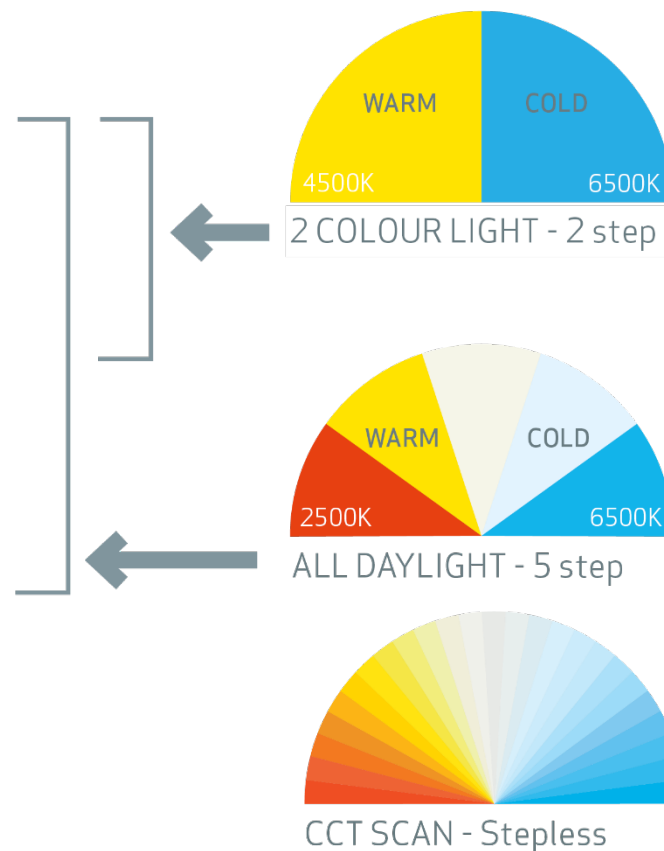 WARM COLD
4500K 6500K
2 COLOUR LIGHT - 2 step
WARM COLD
2500K 6500K
ALL DAYLIGHT - 5 step
CCT SCAN - Stepless